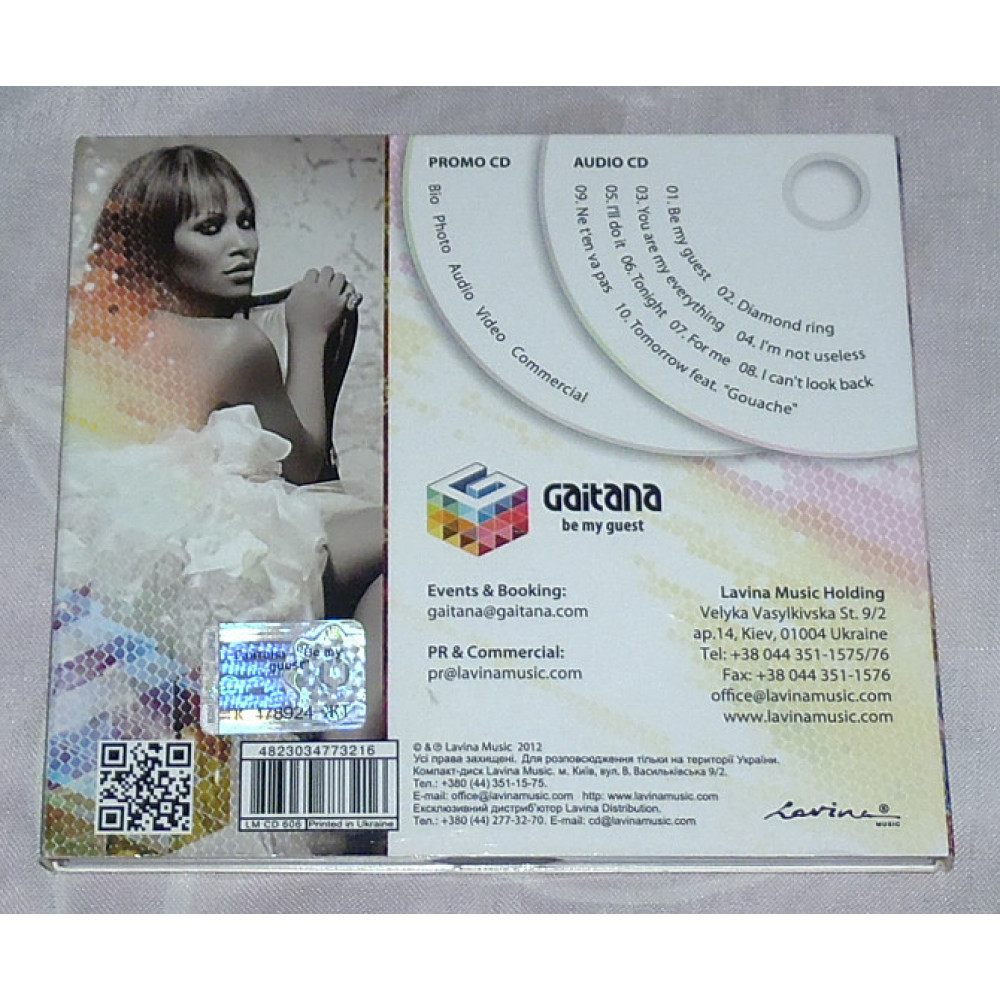 PROMO CD
Bio Photo Audio Video Commercial
AUDIO CD
01. Be my guest 02. Diamond ring
03. You are my everything 04. I'm not useless
05. I'll do it 06. Tonight 07. For me 08. I can't look back
09. Ne t'en va pas 10. Tomorrow feat. "Gouache"
Gaitana
be my guest
Events & Booking:
gaitana@gaitana.com
PR & Commercial:
pr@lavinamusic.com
Lavina Music Holding
Velyka Vasylkivska St. 9/2
ap.14, Kiev, 01004 Ukraine
Tel: +38 044 351-1575/76
Fax: +38 044 351-1576
office@lavinamusic.com
www.lavinamusic.com
"Be my
guest"
К 178924 КІ
4823034773216
LM CD 606 Printed in Ukraine
© & ℗ Lavina Music 2012
Усі права захищені. Для розповсюдження тільки на території України.
Компакт-диск Lavina Music. м. Київ, вул. В. Васильківська 9/2.
Тел.: +380 (44) 351-15-75.
E-mail: office@lavinamusic.com http: www.lavinamusic.com
Ексклюзивний дистриб'ютор Lavina Distribution.
Тел.: +380 (44) 277-32-70. E-mail: cd@lavinamusic.com
Lavina ®
MUSIC